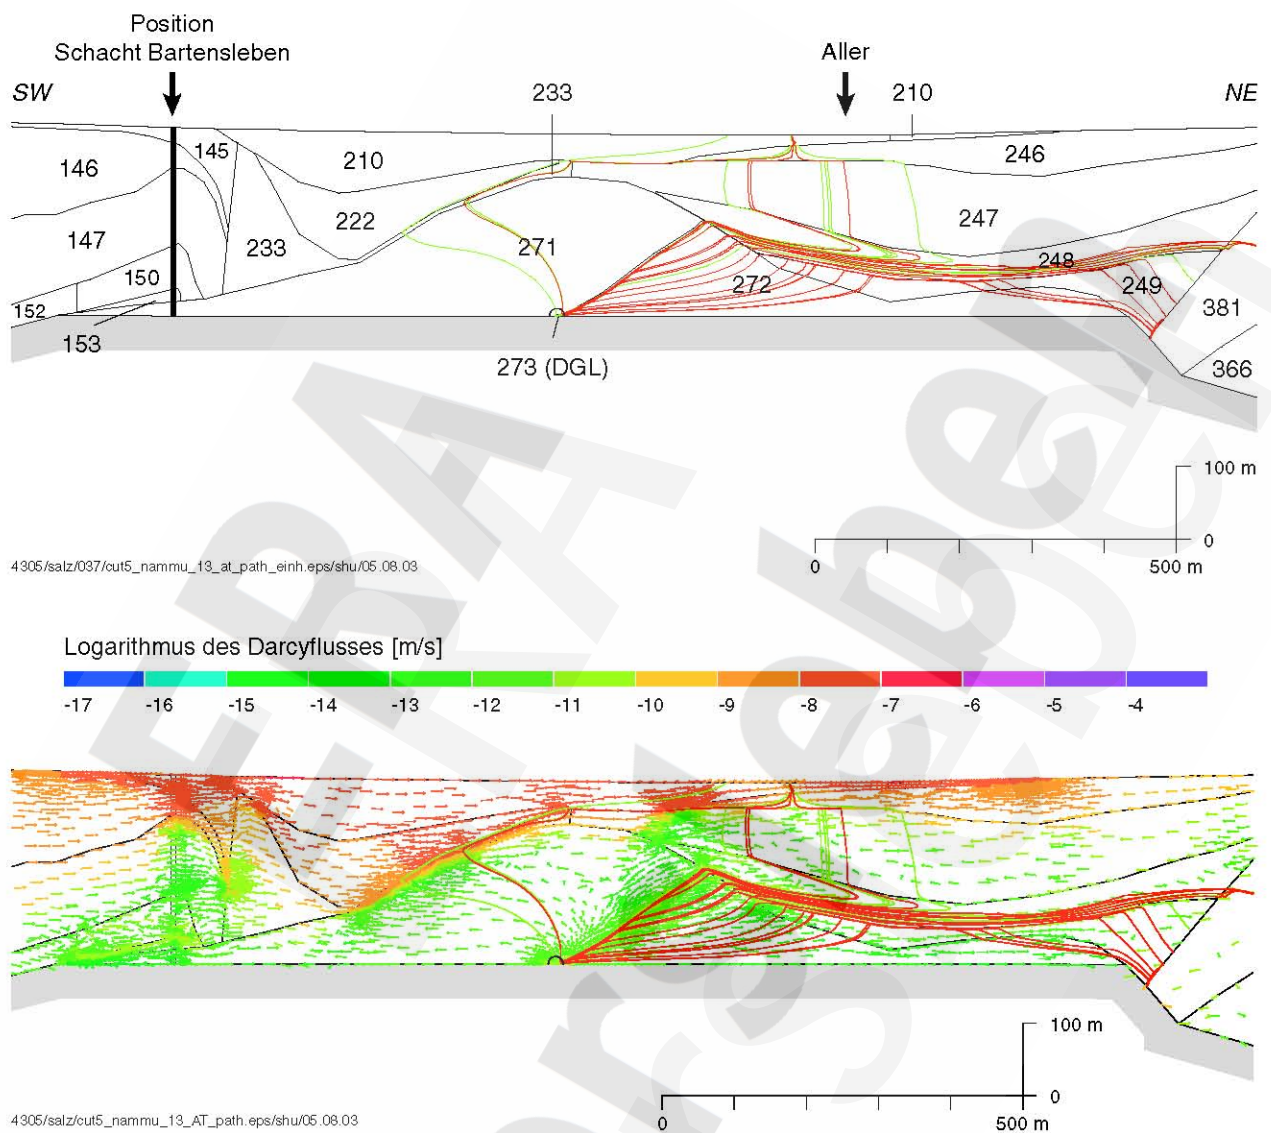 Position
Schacht Bartensleben
Aller
SW
233
210
NE
145
146
210
246
222
247
147
233
271
248
150
272
249
152
381
153
273 (DGL)
366
100 m
0
0
500 m
4305/salz/037/cut5_nammu_13_at_path_einh.eps/shu/05.08.03
Logarithmus des Darcyflusses [m/s]
-17 -16 -15 -14 -13 -12 -11 -10 -9 -8 -7 -6 -5 -4
100 m
0
0
500 m
4305/salz/cut5_nammu_13_AT_path.eps/shu/05.08.03